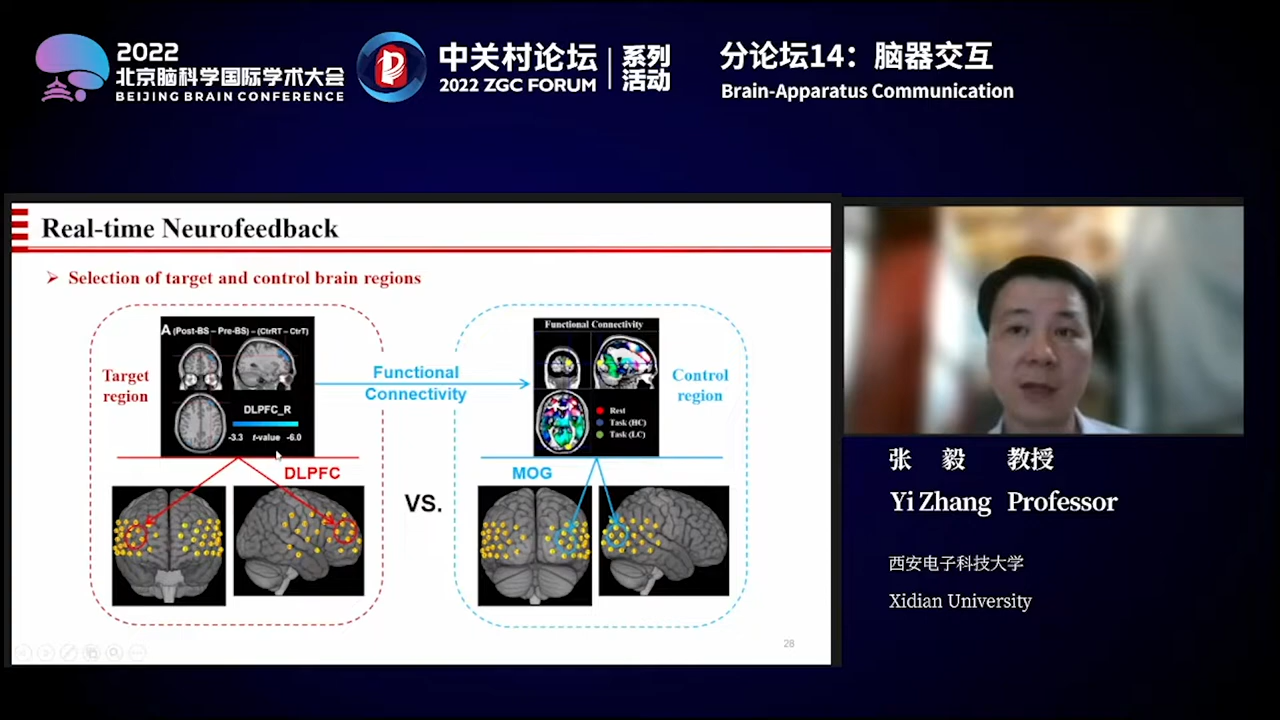 2022
北京脑科学国际学术大会
BEIJING BRAIN CONFERENCE
中关村论坛
2022 ZGC FORUM
系列
活动
分论坛14：脑器交互
Brain-Apparatus Communication
Real-time Neurofeedback
➢ Selection of target and control brain regions
Target
region
A (Post-BS – Pre-BS) – (CtrRT – CtrT)
DLPFC_R
-3.3 t-value -6.0
DLPFC
Functional
Connectivity
VS.
Functional Connectivity
Rest
Task (HC)
Task (LC)
Control
region
MOG
28
张 毅 教授
Yi Zhang Professor
西安电子科技大学
Xidian University